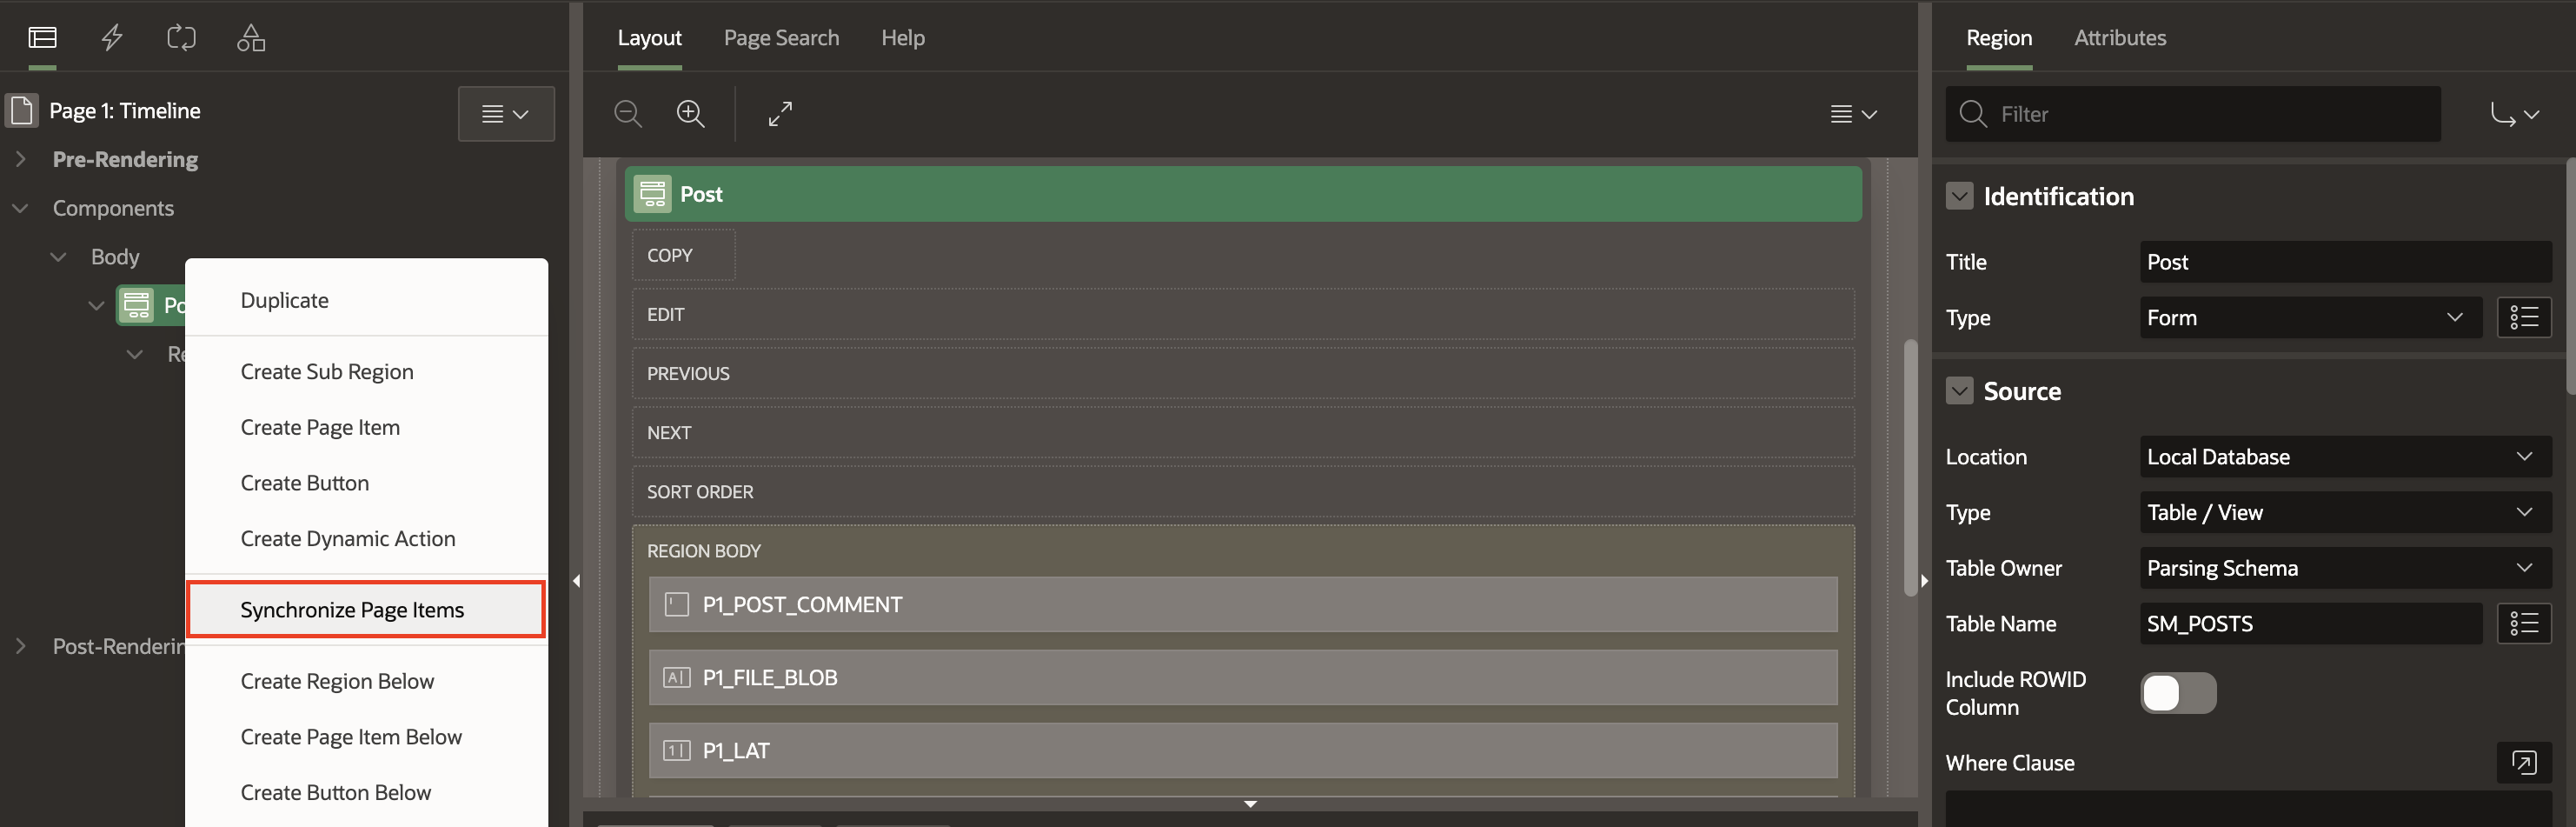 Page 1: Timeline
Pre-Rendering
Components
Body
Po
Re
Post-Renderin
Duplicate
Create Sub Region
Create Page Item
Create Button
Create Dynamic Action
Synchronize Page Items
Create Region Below
Create Page Item Below
Create Button Below
Layout Page Search Help
Post
COPY
EDIT
PREVIOUS
NEXT
SORT ORDER
REGION BODY
P1_POST_COMMENT
P1_FILE_BLOB
P1_LAT
Region Attributes
Filter
Identification
Title Post
Type Form
Source
Location Local Database
Type Table / View
Table Owner Parsing Schema
Table Name SM_POSTS
Include ROWID
Column
Where Clause